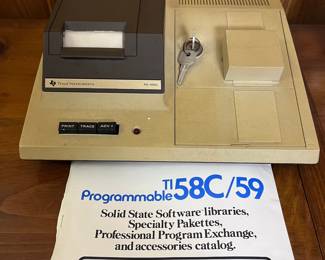 TEXAS INSTRUMENTS
PRINT TRACE ADV
TI
Programmable 58C/59
Solid State Software libraries,
Specialty Pakettes,
Professional Program Exchange,
and accessories catalog.